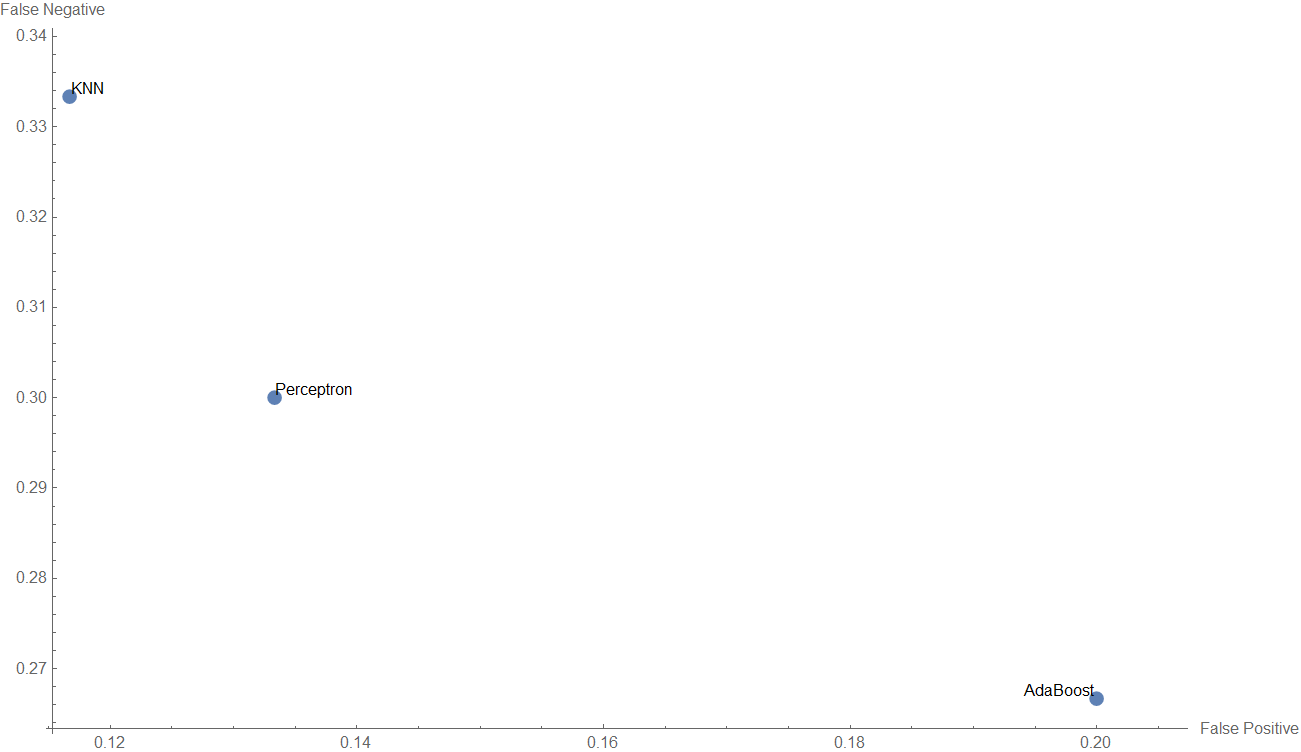 False Negative
0.34
KNN
0.33
0.32
0.31
0.30
Perceptron
0.29
0.28
0.27
AdaBoost
False Positive
0.12 0.14 0.16 0.18 0.20